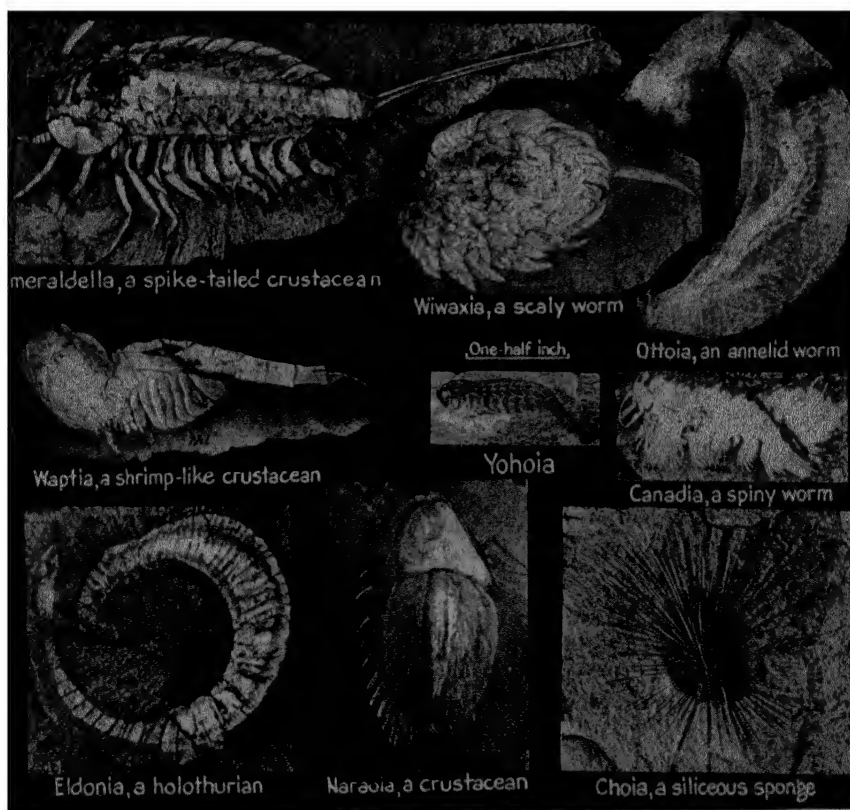 meraldella, a spike-tailed crustacean
Wiwaxia, a scaly worm
Ottoia, an annelid worm
One-half inch
Waptia, a shrimp-like crustacean
Yohoia
Canadia, a spiny worm
Eldonia, a holothurian
Naraoia, a crustacean
Choia, a siliceous sponge